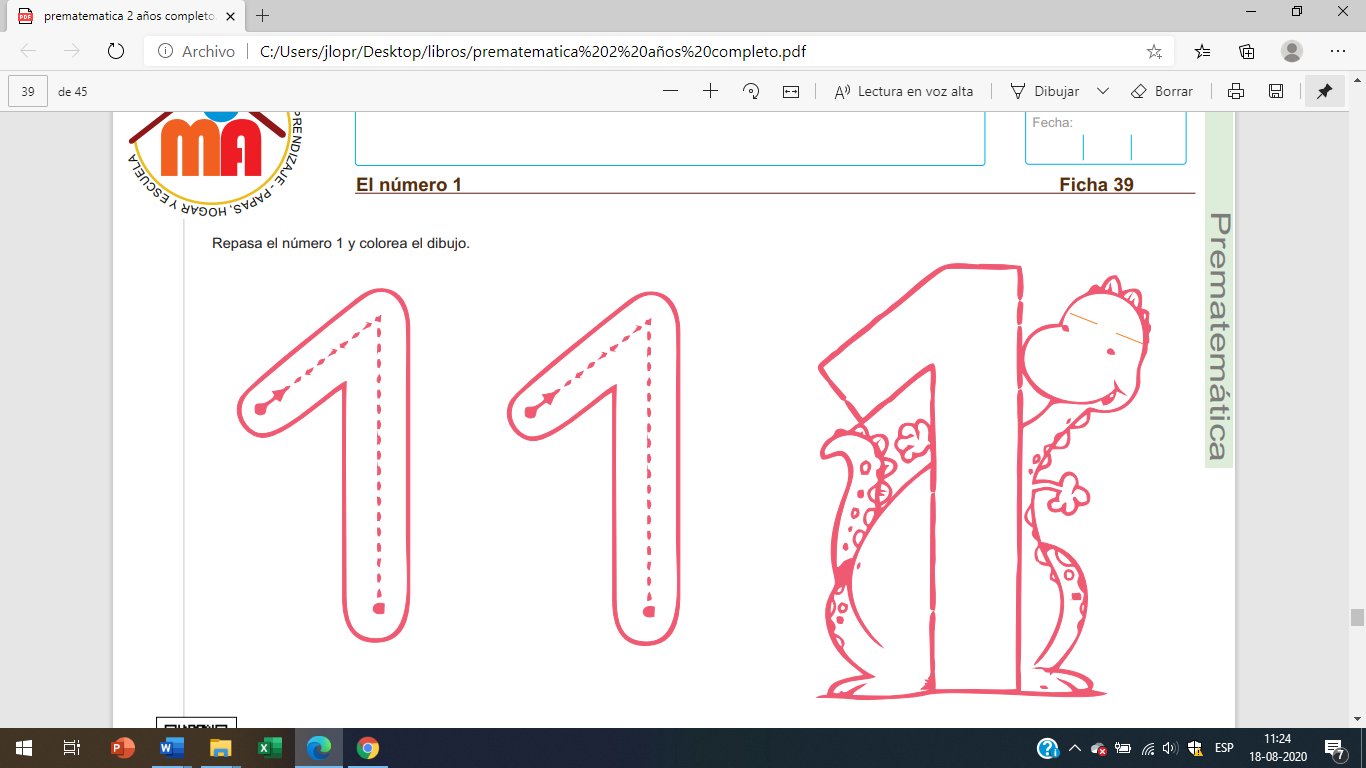 prematematica 2 años completo.
Archivo
C:/Users/jlopr/Desktop/libros/prematematica%202%20años%20completo.pdf
39 de 45
Lectura en voz alta
Dibujar
Borrar
MA
PRENDIZAJE - PAPAS, HOGAR Y ESCUELA
Fecha:
El número 1
Ficha 39
Prematemática
Repasa el número 1 y colorea el dibujo.
1 1 1
ESP
11:24
18-08-2020
7